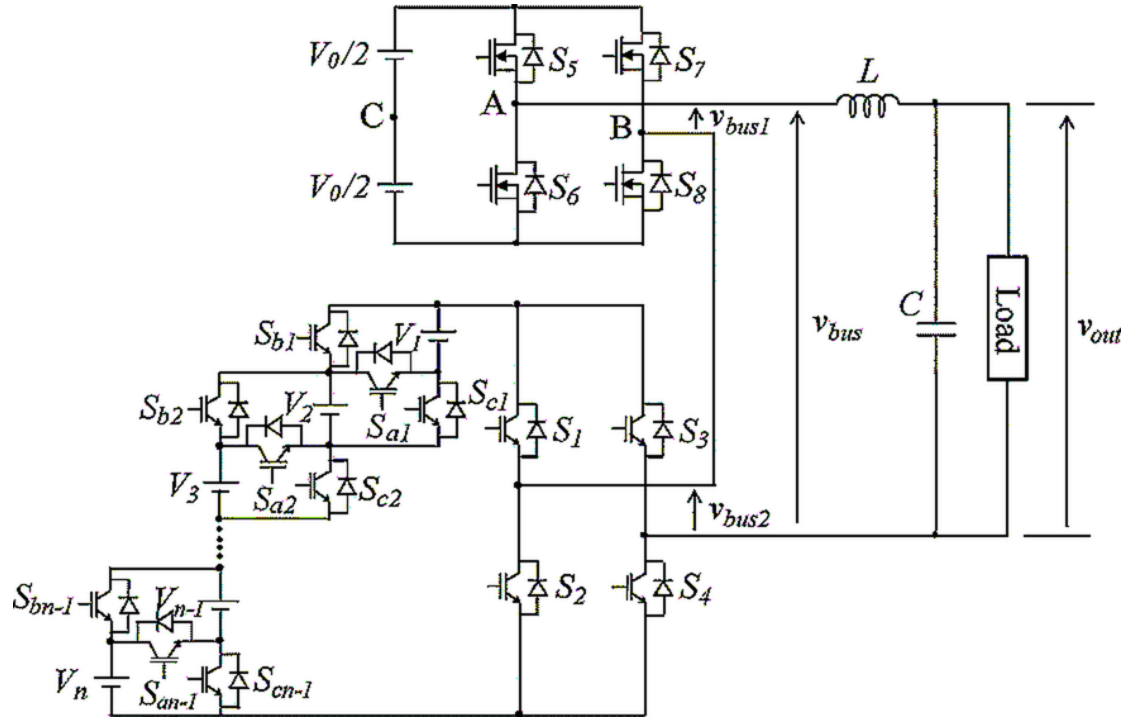 V0/2
S5
S7
L
C
A
B
vbus1
V0/2
S6
S8
Sb1
V1
Sb2
V2
Sa1
Sc1
S1
S3
vbus
C
Load
vout
V3
Sa2
Sc2
vbus2
Sbn-1
Vn-1
S2
S4
Vn
San-1
Scn-1